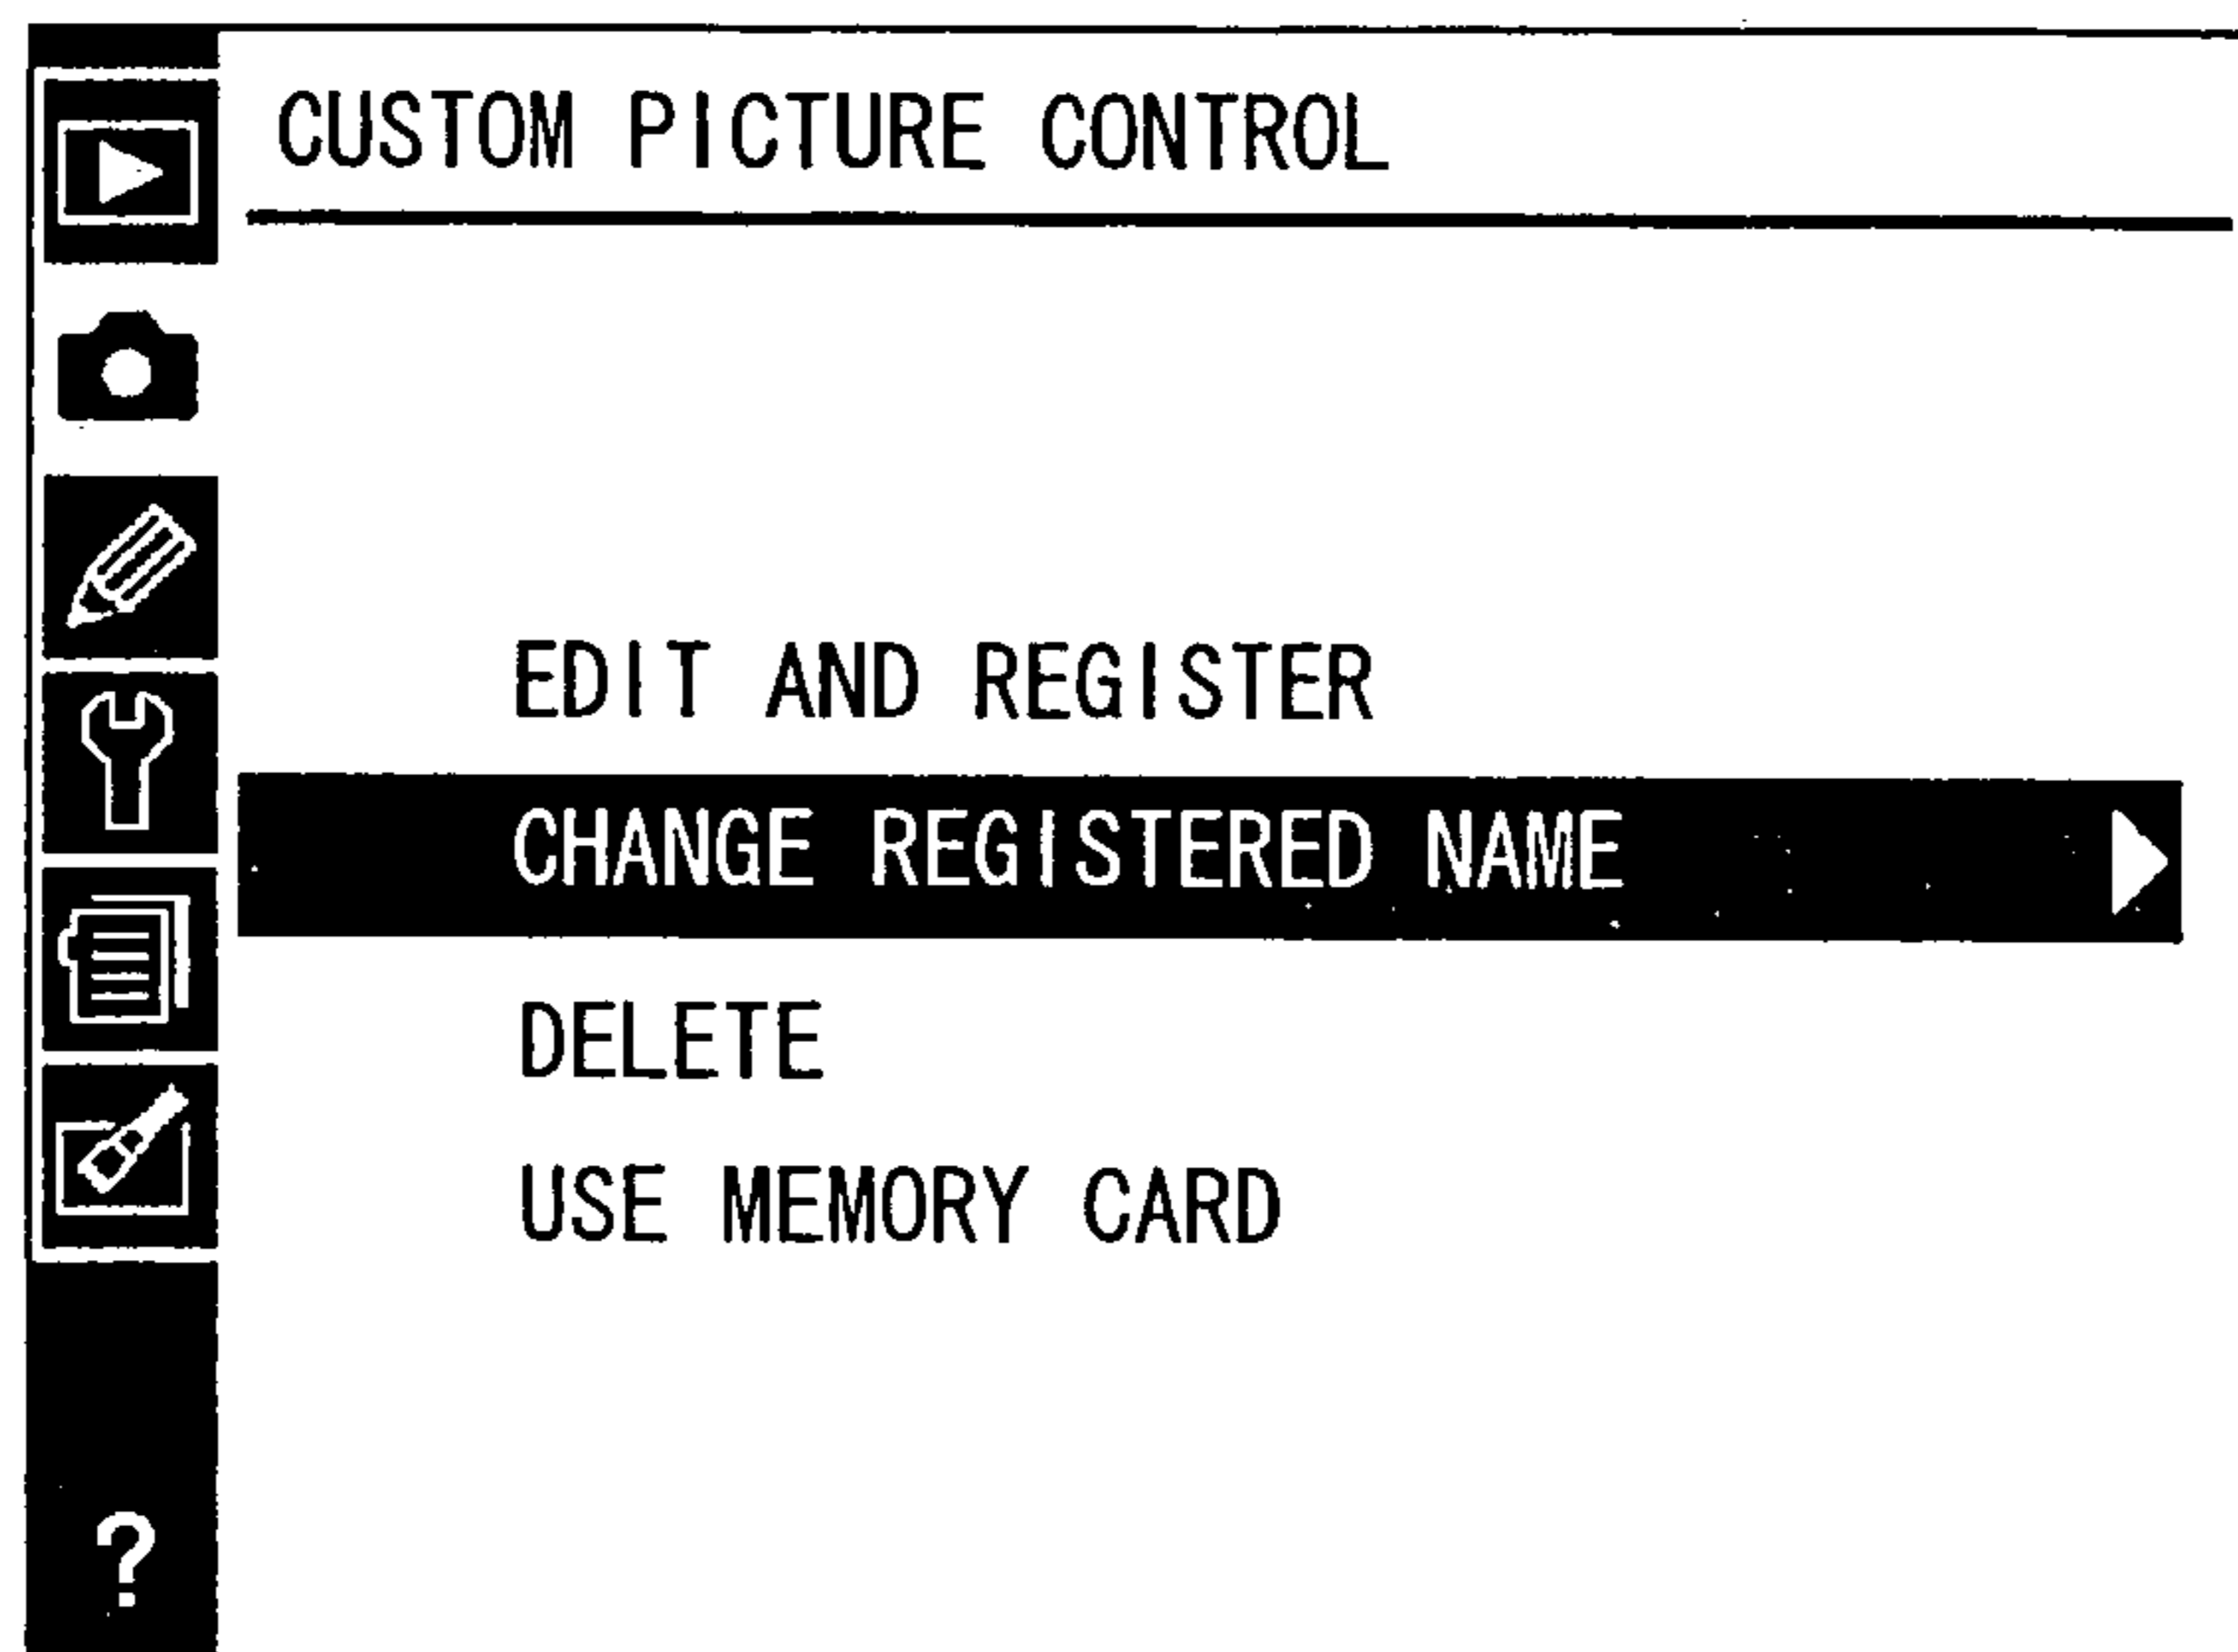 CUSTOM PICTURE CONTROL
EDIT AND REGISTER
CHANGE REGISTERED NAME
DELETE
USE MEMORY CARD
?